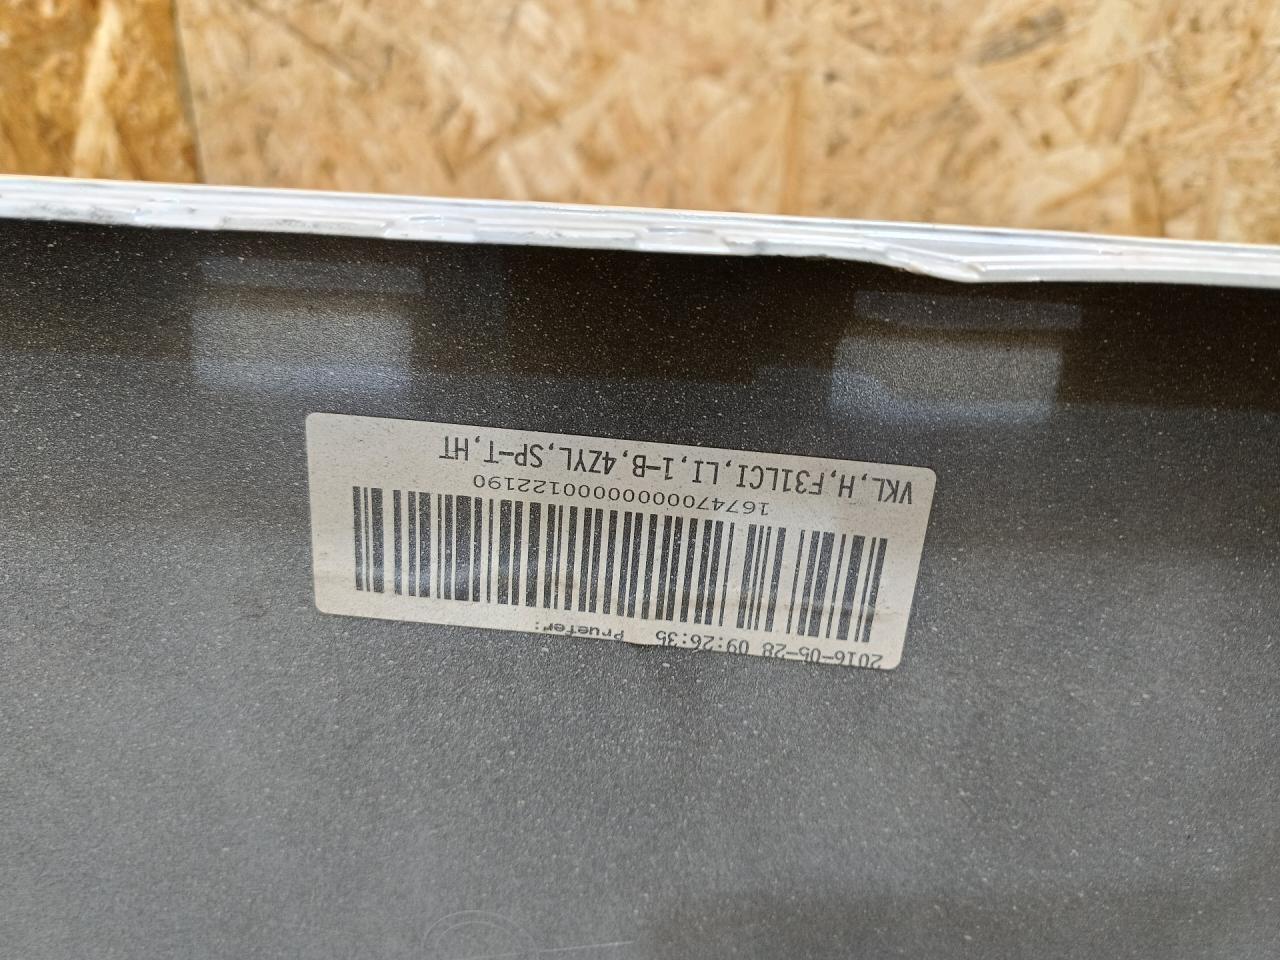 VKL,H,F31LCI,LI,1-B,4ZYL,SP-T,HT
16747000000000122190
2016-05-28 09:26:35 Pruefer: